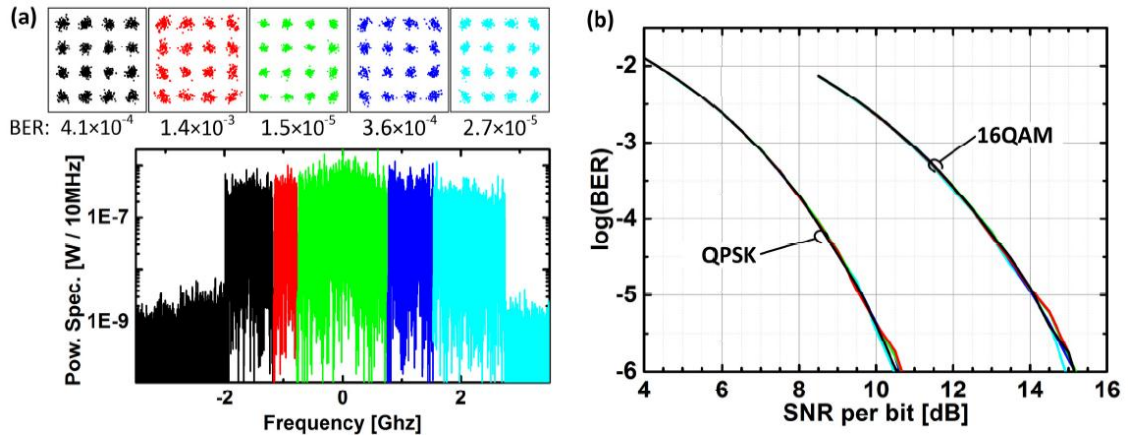 (a)
BER: 4.1×10⁻⁴ 1.4×10⁻³ 1.5×10⁻⁵ 3.6×10⁻⁴ 2.7×10⁻⁵
Pow. Spec. [W / 10MHz]
1E-7
1E-9
-2 0 2
Frequency [Ghz]
(b)
log(BER)
-2
-3
-4
-5
-6
16QAM
QPSK
4 6 8 10 12 14 16
SNR per bit [dB]